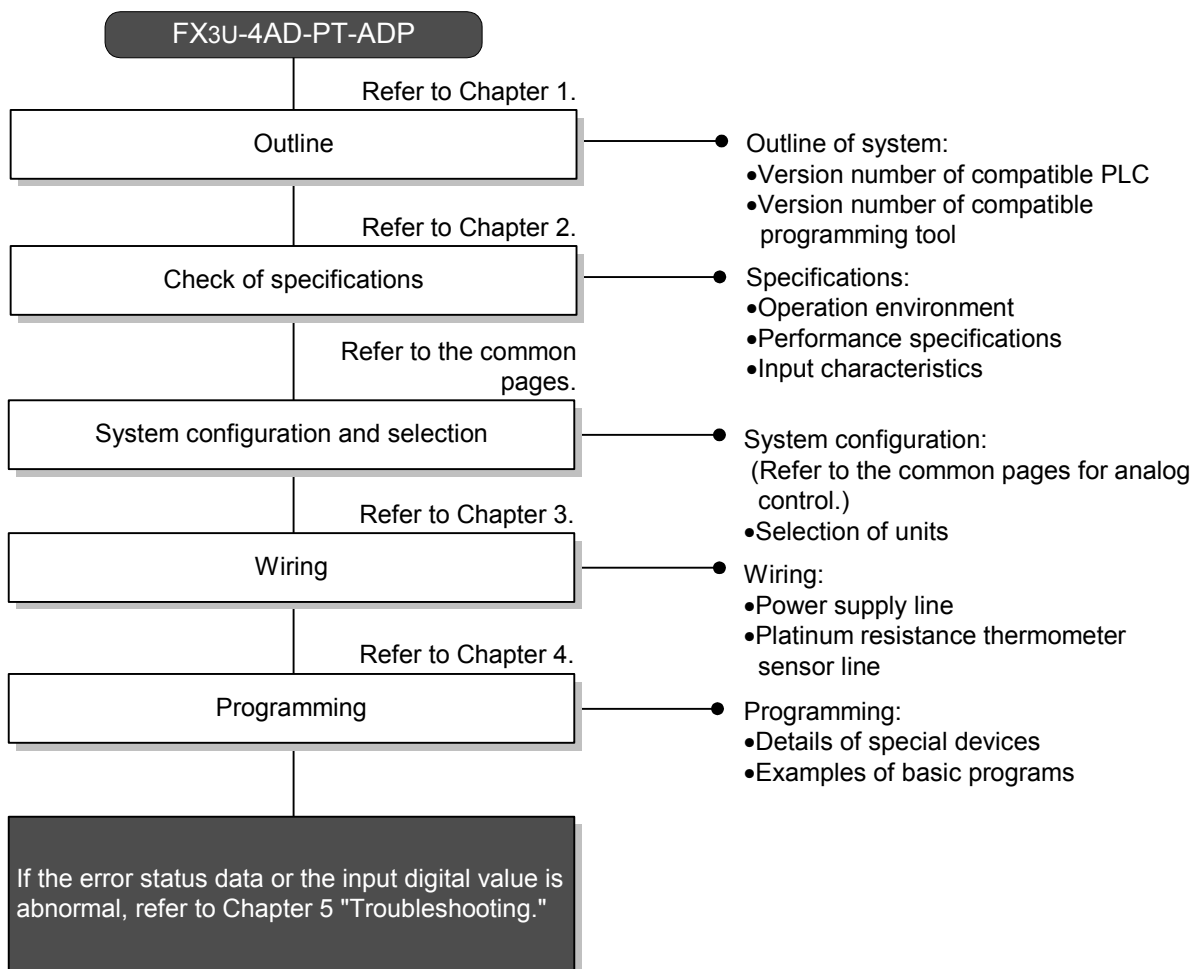 FX3U-4AD-PT-ADP
Refer to Chapter 1.
Outline
Outline of system:
•Version number of compatible PLC
•Version number of compatible
programming tool
Refer to Chapter 2.
Check of specifications
Specifications:
•Operation environment
•Performance specifications
•Input characteristics
Refer to the common
pages.
System configuration and selection
System configuration:
(Refer to the common pages for analog
control.)
•Selection of units
Refer to Chapter 3.
Wiring
Wiring:
•Power supply line
•Platinum resistance thermometer
sensor line
Refer to Chapter 4.
Programming
Programming:
•Details of special devices
•Examples of basic programs
If the error status data or the input digital value is
abnormal, refer to Chapter 5 "Troubleshooting."